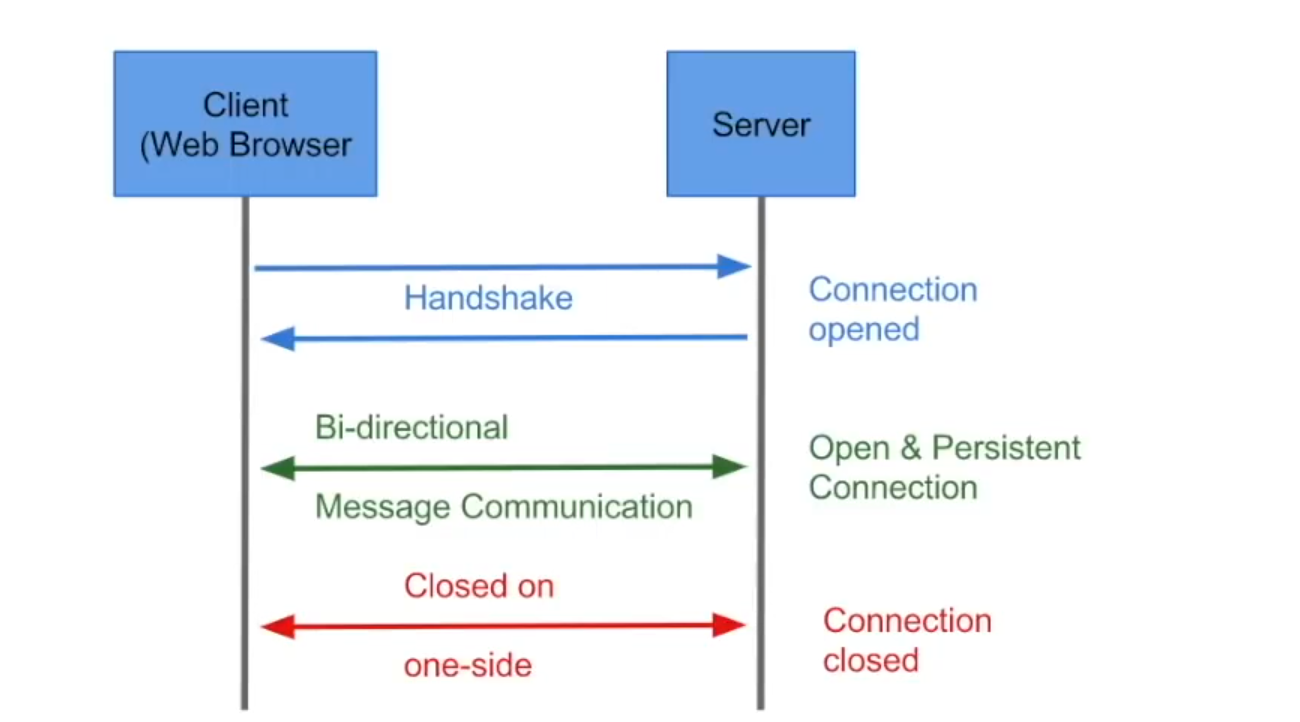 Client
(Web Browser
Server
Handshake
Connection
opened
Bi-directional
Message Communication
Open & Persistent
Connection
Closed on
one-side
Connection
closed